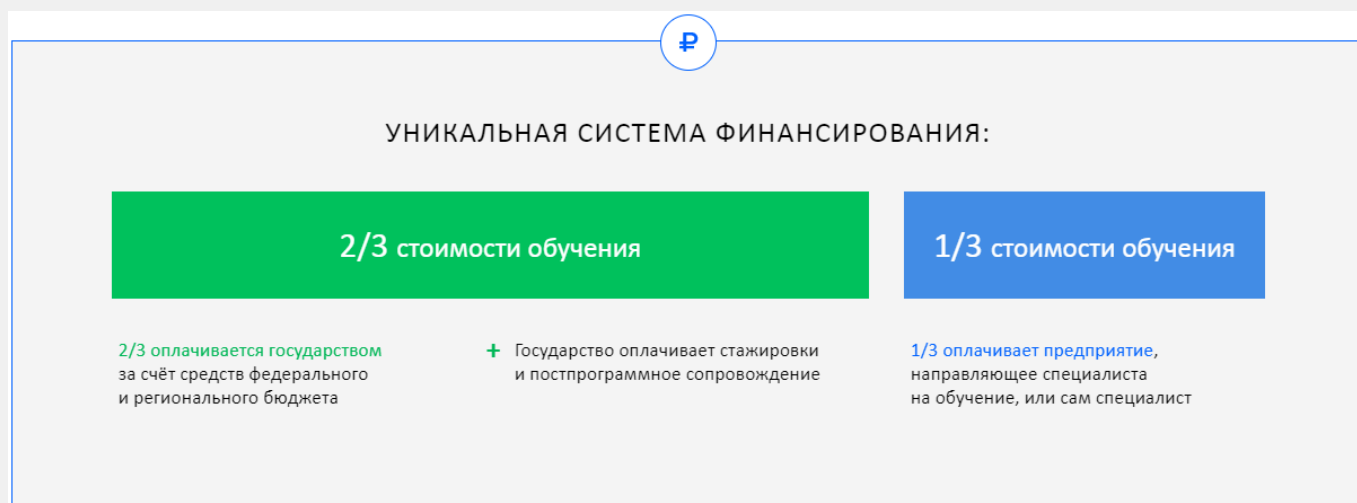 ₽
УНИКАЛЬНАЯ СИСТЕМА ФИНАНСИРОВАНИЯ:
2/3 стоимости обучения
1/3 стоимости обучения
2/3 оплачивается государством
за счёт средств федерального
и регионального бюджета
+ Государство оплачивает стажировки
и постпрограммное сопровождение
1/3 оплачивает предприятие,
направляющее специалиста
на обучение, или сам специалист